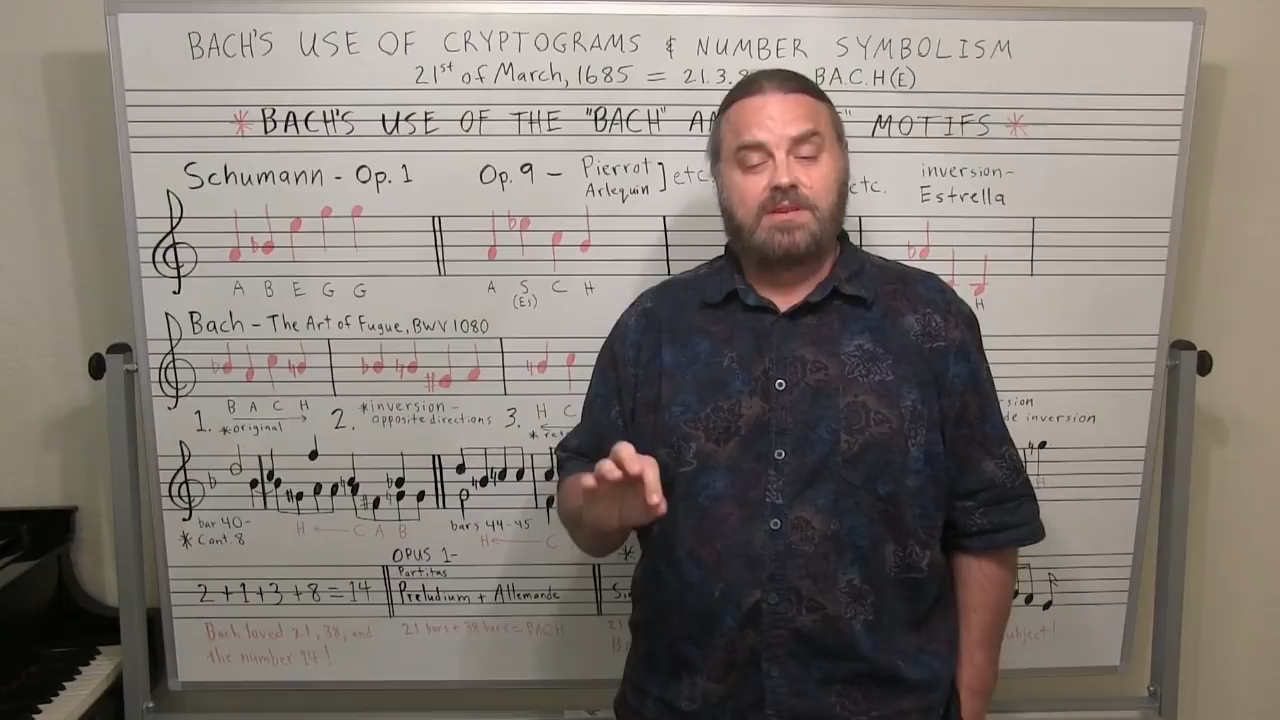 BACH'S USE OF CRYPTOGRAMS & NUMBER SYMBOLISM
21st of March, 1685 = 21.3.8 B.A.C.H(E)
*BACH'S USE OF THE "BACH" " MOTIFS*
Schumann - Op. 1
Op. 9 - Pierrot
Arlequin ] etc.
etc.
inversion-
Estrella
A B E G G
A S C H
(Es)
H
Bach - The Art of Fugue, BWV 1080
1. B A C H
*original
2. *inversion-
opposite directions
3. H C
inversion
bar 40-
* Cont. 8
H C A B
bars 44-45
H C
*
H
2+1+3+8=14
OPUS 1-
Partitas
Preludium + Allemande
Bach loved 21, 38, and
the number 14!
21 bars + 38 bars = BACH
21